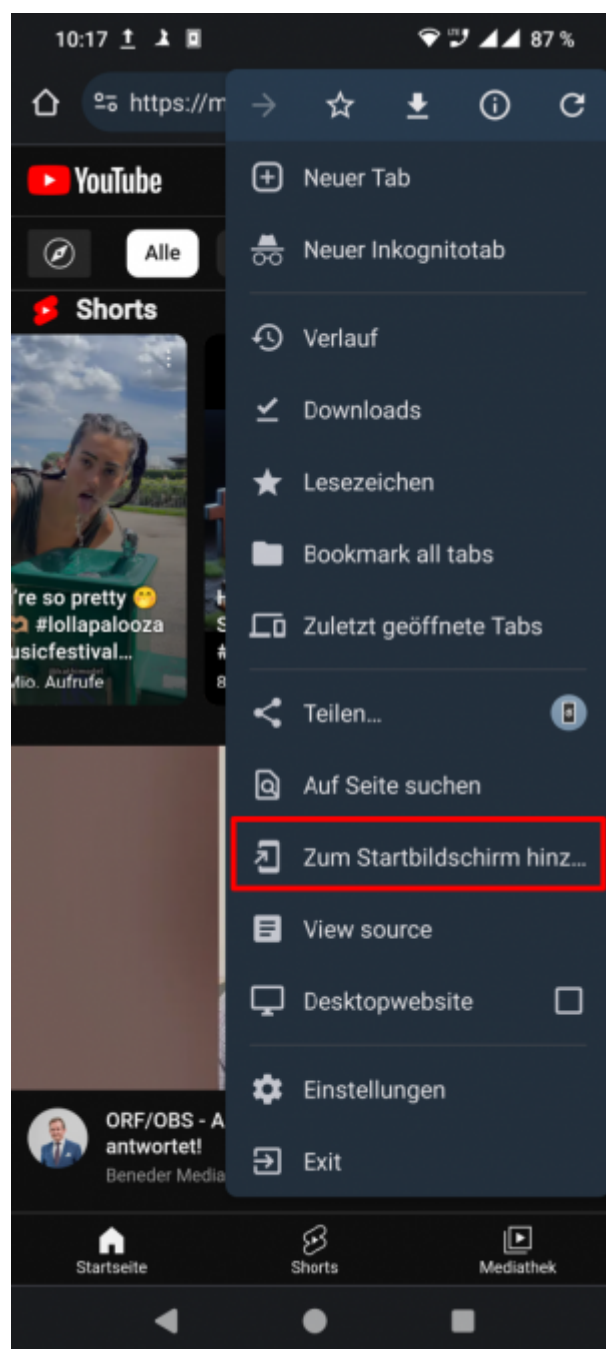 10:17
87 %
https://m
YouTube
Neuer Tab
Alle
Neuer Inkognitotab
Shorts
Verlauf
Downloads
Lesezeichen
Bookmark all tabs
Zuletzt geöffnete Tabs
're so pretty
#lollapalooza
usicfestival...
Mio. Aufrufe
H
S
#
8
Teilen...
Auf Seite suchen
Zum Startbildschirm hinz...
View source
Desktopwebsite
Einstellungen
Exit
ORF/OBS - A
antwortet!
Beneder Media
Startseite
Shorts
Mediathek